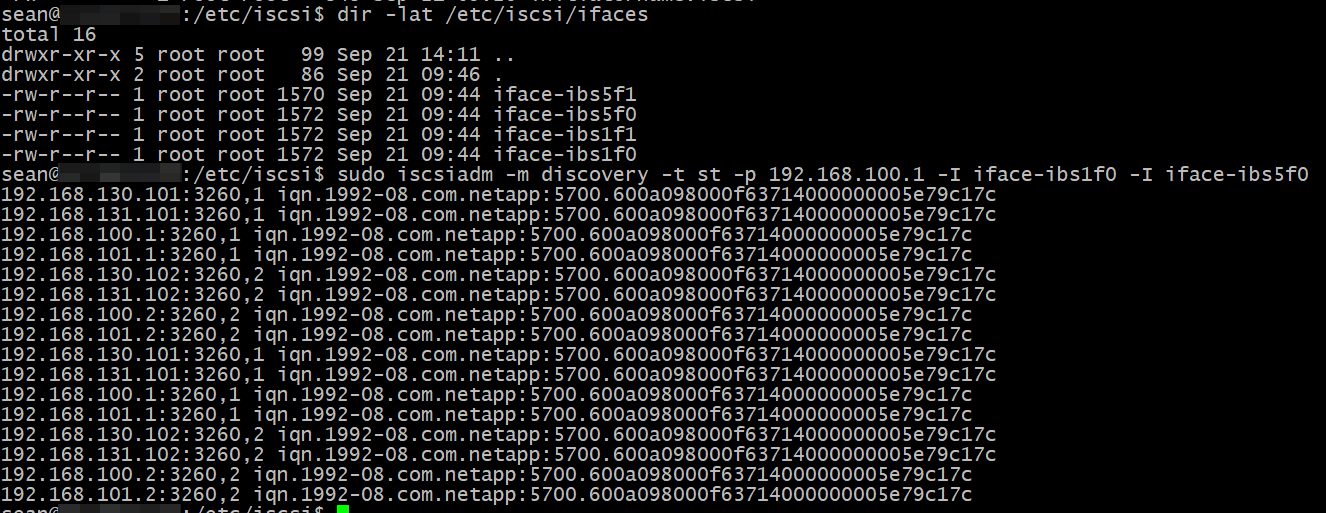 sean@ :/etc/iscsi$ dir -lat /etc/iscsi/ifaces
total 16
drwxr-xr-x 5 root root   99 Sep 21 14:11 ..
drwxr-xr-x 2 root root   86 Sep 21 09:46 .
-rw-r--r-- 1 root root 1570 Sep 21 09:44 iface-ibs5f1
-rw-r--r-- 1 root root 1572 Sep 21 09:44 iface-ibs5f0
-rw-r--r-- 1 root root 1572 Sep 21 09:44 iface-ibs1f1
-rw-r--r-- 1 root root 1572 Sep 21 09:44 iface-ibs1f0
sean@ :/etc/iscsi$ sudo iscsiadm -m discovery -t st -p 192.168.100.1 -I iface-ibs1f0 -I iface-ibs5f0
192.168.130.101:3260,1 iqn.1992-08.com.netapp:5700.600a098000f63714000000005e79c17c
192.168.131.101:3260,1 iqn.1992-08.com.netapp:5700.600a098000f63714000000005e79c17c
192.168.100.1:3260,1 iqn.1992-08.com.netapp:5700.600a098000f63714000000005e79c17c
192.168.101.1:3260,1 iqn.1992-08.com.netapp:5700.600a098000f63714000000005e79c17c
192.168.130.102:3260,2 iqn.1992-08.com.netapp:5700.600a098000f63714000000005e79c17c
192.168.131.102:3260,2 iqn.1992-08.com.netapp:5700.600a098000f63714000000005e79c17c
192.168.100.2:3260,2 iqn.1992-08.com.netapp:5700.600a098000f63714000000005e79c17c
192.168.101.2:3260,2 iqn.1992-08.com.netapp:5700.600a098000f63714000000005e79c17c
192.168.130.101:3260,1 iqn.1992-08.com.netapp:5700.600a098000f63714000000005e79c17c
192.168.131.101:3260,1 iqn.1992-08.com.netapp:5700.600a098000f63714000000005e79c17c
192.168.100.1:3260,1 iqn.1992-08.com.netapp:5700.600a098000f63714000000005e79c17c
192.168.101.1:3260,1 iqn.1992-08.com.netapp:5700.600a098000f63714000000005e79c17c
192.168.130.102:3260,2 iqn.1992-08.com.netapp:5700.600a098000f63714000000005e79c17c
192.168.131.102:3260,2 iqn.1992-08.com.netapp:5700.600a098000f63714000000005e79c17c
192.168.100.2:3260,2 iqn.1992-08.com.netapp:5700.600a098000f63714000000005e79c17c
192.168.101.2:3260,2 iqn.1992-08.com.netapp:5700.600a098000f63714000000005e79c17c
sean@ :/etc/iscsi$